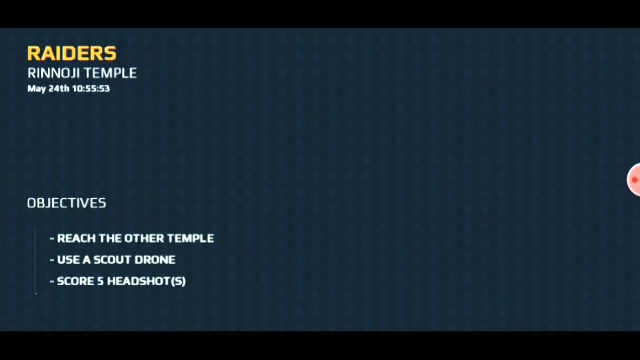 RAIDERS
RINNOJI TEMPLE
May 24th 10:55:53
OBJECTIVES
- REACH THE OTHER TEMPLE
- USE A SCOUT DRONE
- SCORE 5 HEADSHOT(S)